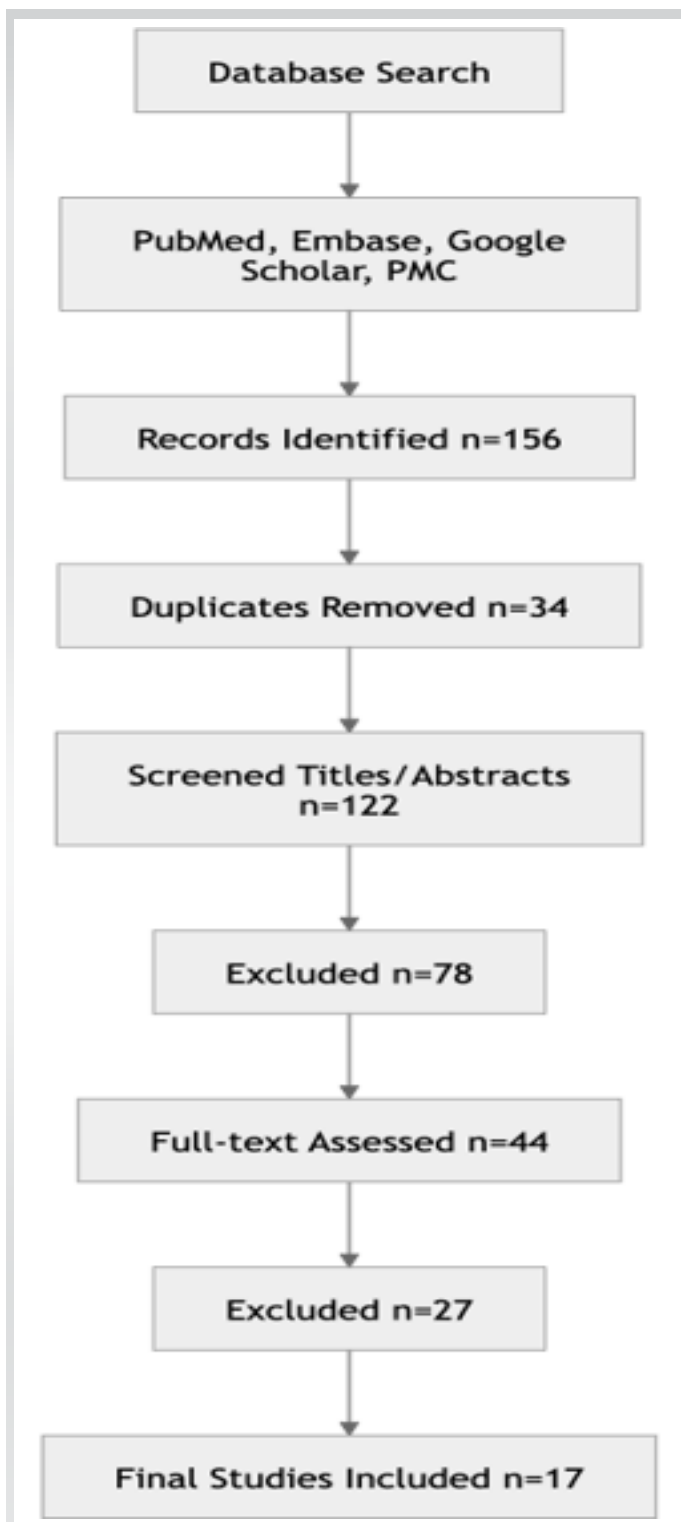 Database Search
PubMed, Embase, Google
Scholar, PMC
Records Identified n=156
Duplicates Removed n=34
Screened Titles/Abstracts
n=122
Excluded n=78
Full-text Assessed n=44
Excluded n=27
Final Studies Included n=17